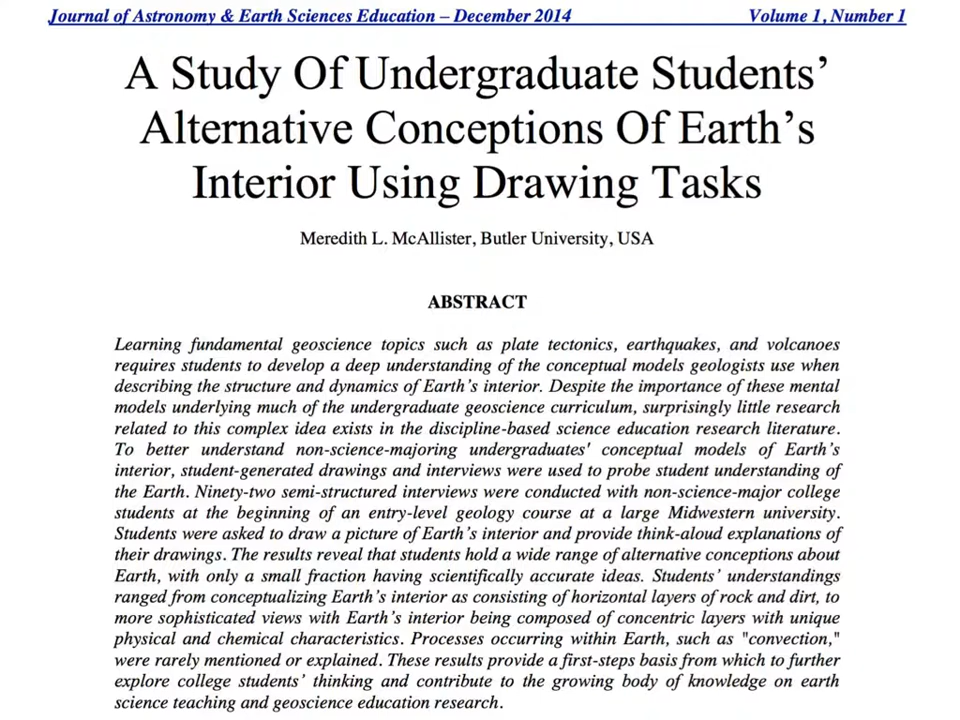 Journal of Astronomy & Earth Sciences Education – December 2014 Volume 1, Number 1
A Study Of Undergraduate Students’
Alternative Conceptions Of Earth’s
Interior Using Drawing Tasks
Meredith L. McAllister, Butler University, USA
ABSTRACT
Learning fundamental geoscience topics such as plate tectonics, earthquakes, and volcanoes
requires students to develop a deep understanding of the conceptual models geologists use when
describing the structure and dynamics of Earth’s interior. Despite the importance of these mental
models underlying much of the undergraduate geoscience curriculum, surprisingly little research
related to this complex idea exists in the discipline-based science education research literature.
To better understand non-science-majoring undergraduates' conceptual models of Earth’s
interior, student-generated drawings and interviews were used to probe student understanding of
the Earth. Ninety-two semi-structured interviews were conducted with non-science-major college
students at the beginning of an entry-level geology course at a large Midwestern university.
Students were asked to draw a picture of Earth’s interior and provide think-aloud explanations of
their drawings. The results reveal that students hold a wide range of alternative conceptions about
Earth, with only a small fraction having scientifically accurate ideas. Students’ understandings
ranged from conceptualizing Earth’s interior as consisting of horizontal layers of rock and dirt, to
more sophisticated views with Earth’s interior being composed of concentric layers with unique
physical and chemical characteristics. Processes occurring within Earth, such as "convection,"
were rarely mentioned or explained. These results provide a first-steps basis from which to further
explore college students’ thinking and contribute to the growing body of knowledge on earth
science teaching and geoscience education research.